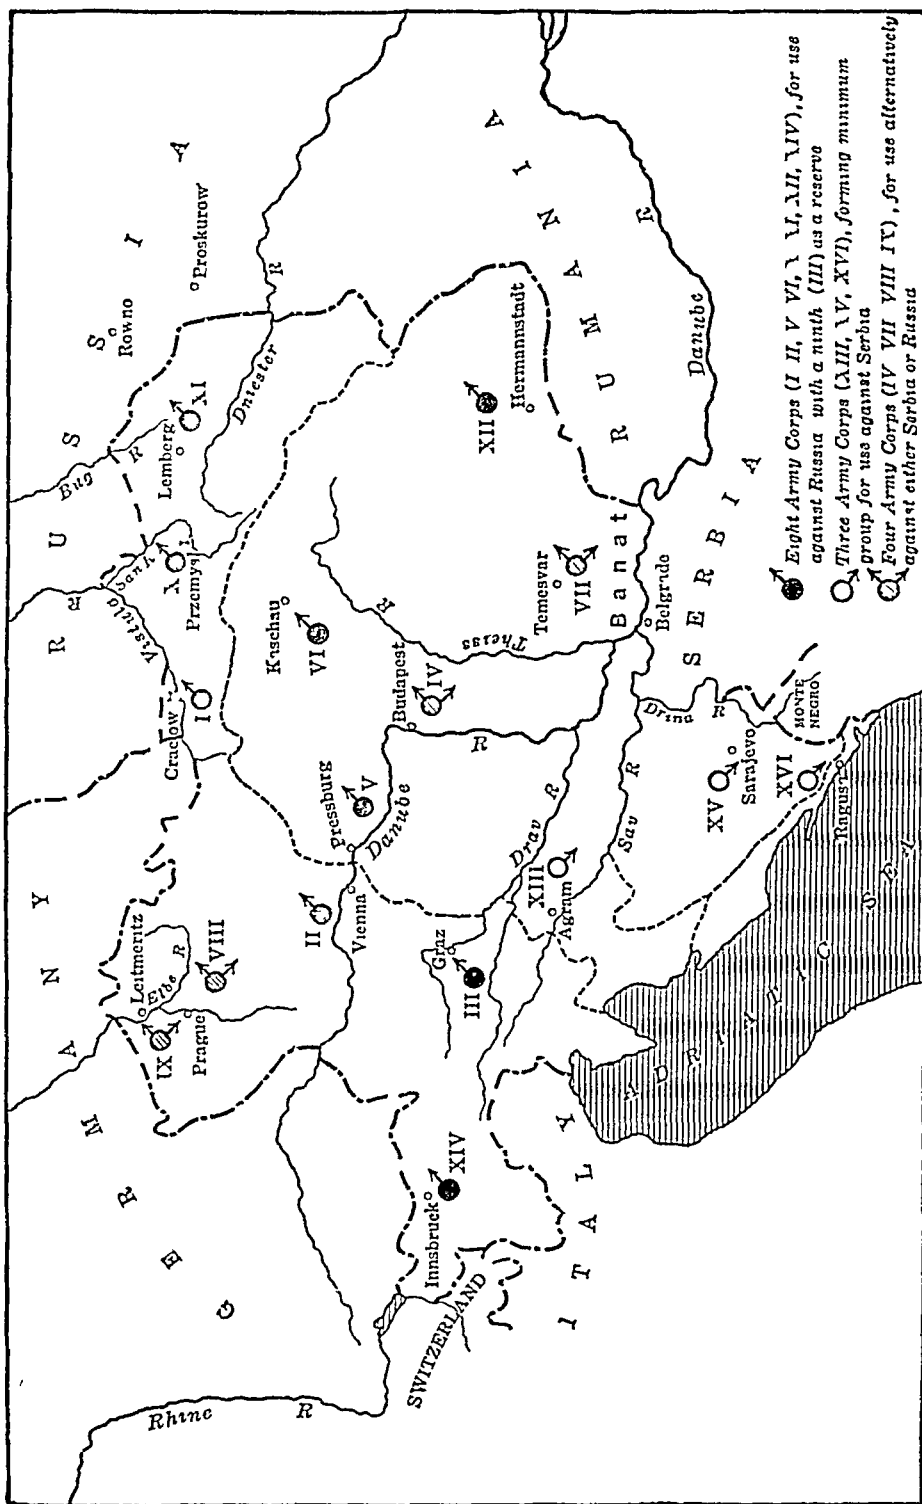 GERMANY
RUSSIA
Rowno
Proskurow
Bug R
Lemberg
XI
Dniester R
Vistula R
San R
X
Przemysl
Cracow
I
Leitmeritz
Elbe R
VIII
IX
Prague
Kaschau
VI
XII
Hermannstadt
RUMANIA
Pressburg
V
Danube
II
Vienna
Budapest
IV
R
Theiss R
Temesvar
VII
Banat
Danube R
Belgrade
SERBIA
Innsbruck
XIV
Graz
III
Drav R
XIII
Agram
Sav R
Drina R
MONTE
NEGRO
XV
Sarajevo
XVI
Ragusa
Rhine R
SWITZERLAND
ITALY
ADRIATIC SEA
Eight Army Corps (I II, V VI, X XI, XII, XIV), for use
against Russia with a ninth (III) as a reserve
Three Army Corps (XIII, XV, XVI), forming minimum
group for use against Serbia
Four Army Corps (IV VII VIII IX), for use alternatively
against either Serbia or Russia